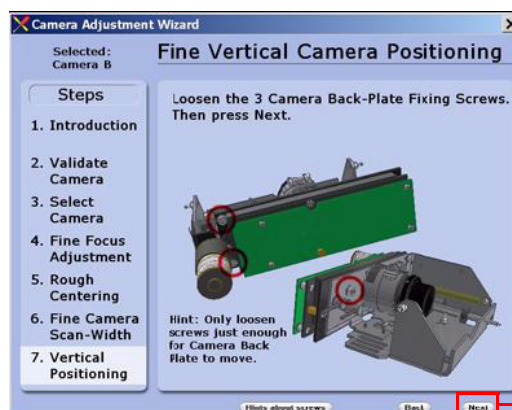 Camera Adjustment Wizard
Selected:
Camera B
Fine Vertical Camera Positioning
Steps
1. Introduction
2. Validate
Camera
3. Select
Camera
4. Fine Focus
Adjustment
5. Rough
Centering
6. Fine Camera
Scan-Width
7. Vertical
Positioning
Loosen the 3 Camera Back-Plate Fixing Screws.
Then press Next.
Hint: Only loosen
screws just enough
for Camera Back
Plate to move.
Hints about screws
Back
Next